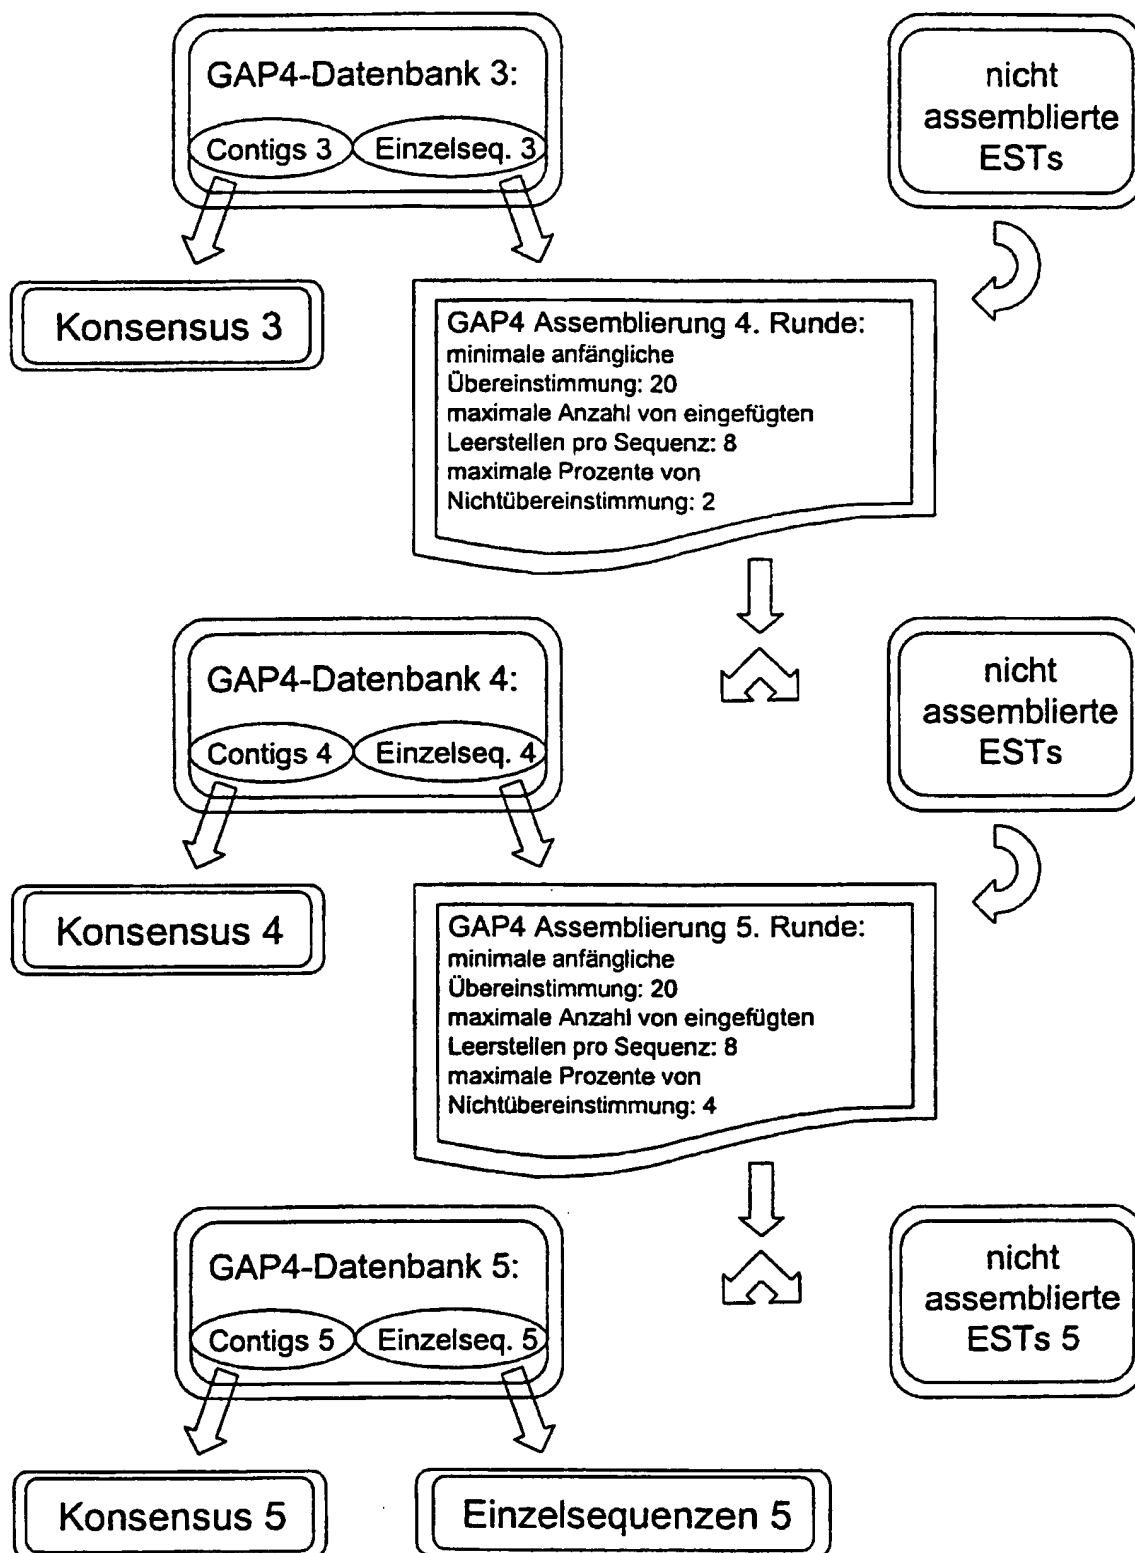 GAP4-Datenbank 3:
Contigs 3
Einzelseq. 3
nicht
assemblierte
ESTs
Konsensus 3
GAP4 Assemblierung 4. Runde:
minimale anfängliche
Übereinstimmung: 20
maximale Anzahl von eingefügten
Leerstellen pro Sequenz: 8
maximale Prozente von
Nichtübereinstimmung: 2
GAP4-Datenbank 4:
Contigs 4
Einzelseq. 4
nicht
assemblierte
ESTs
Konsensus 4
GAP4 Assemblierung 5. Runde:
minimale anfängliche
Übereinstimmung: 20
maximale Anzahl von eingefügten
Leerstellen pro Sequenz: 8
maximale Prozente von
Nichtübereinstimmung: 4
GAP4-Datenbank 5:
Contigs 5
Einzelseq. 5
nicht
assemblierte
ESTs 5
Konsensus 5
Einzelsequenzen 5